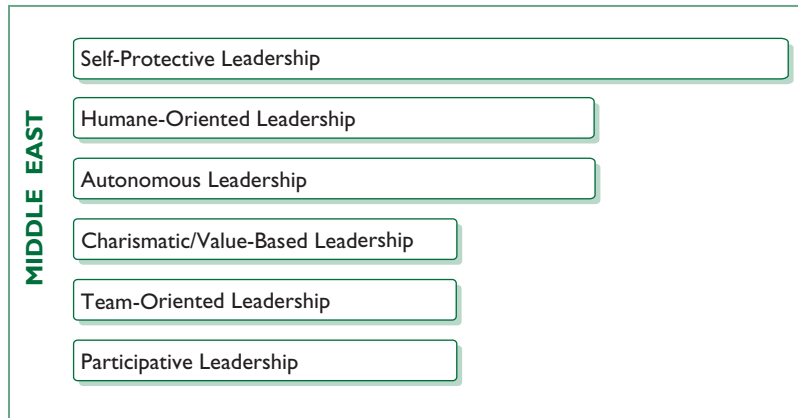 MIDDLE EAST
Self-Protective Leadership
Humane-Oriented Leadership
Autonomous Leadership
Charismatic/Value-Based Leadership
Team-Oriented Leadership
Participative Leadership